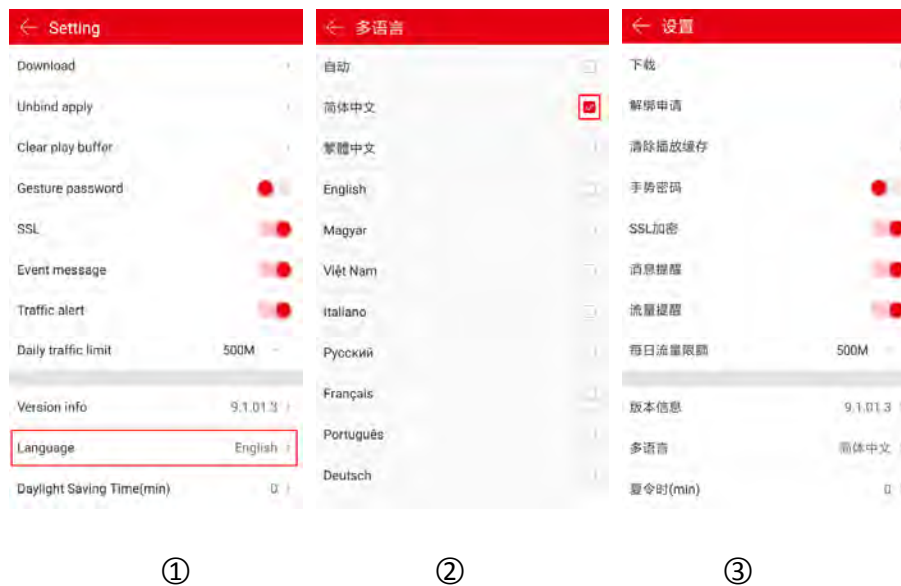 Setting
Download
Unbind apply
Clear play buffer
Gesture password
SSL
Event message
Traffic alert
Daily traffic limit 500M
Version info 9.1.01.3
Language English
Daylight Saving Time(min) 0
①
多语言
自动
简体中文
繁體中文
English
Magyar
Việt Nam
Italiano
Русский
Français
Português
Deutsch
②
设置
下载
解绑申请
清除播放缓存
手势密码
SSL加密
消息提醒
流量提醒
每日流量限额 500M
版本信息 9.1.01.3
多语言 简体中文
夏令时(min) 0
③